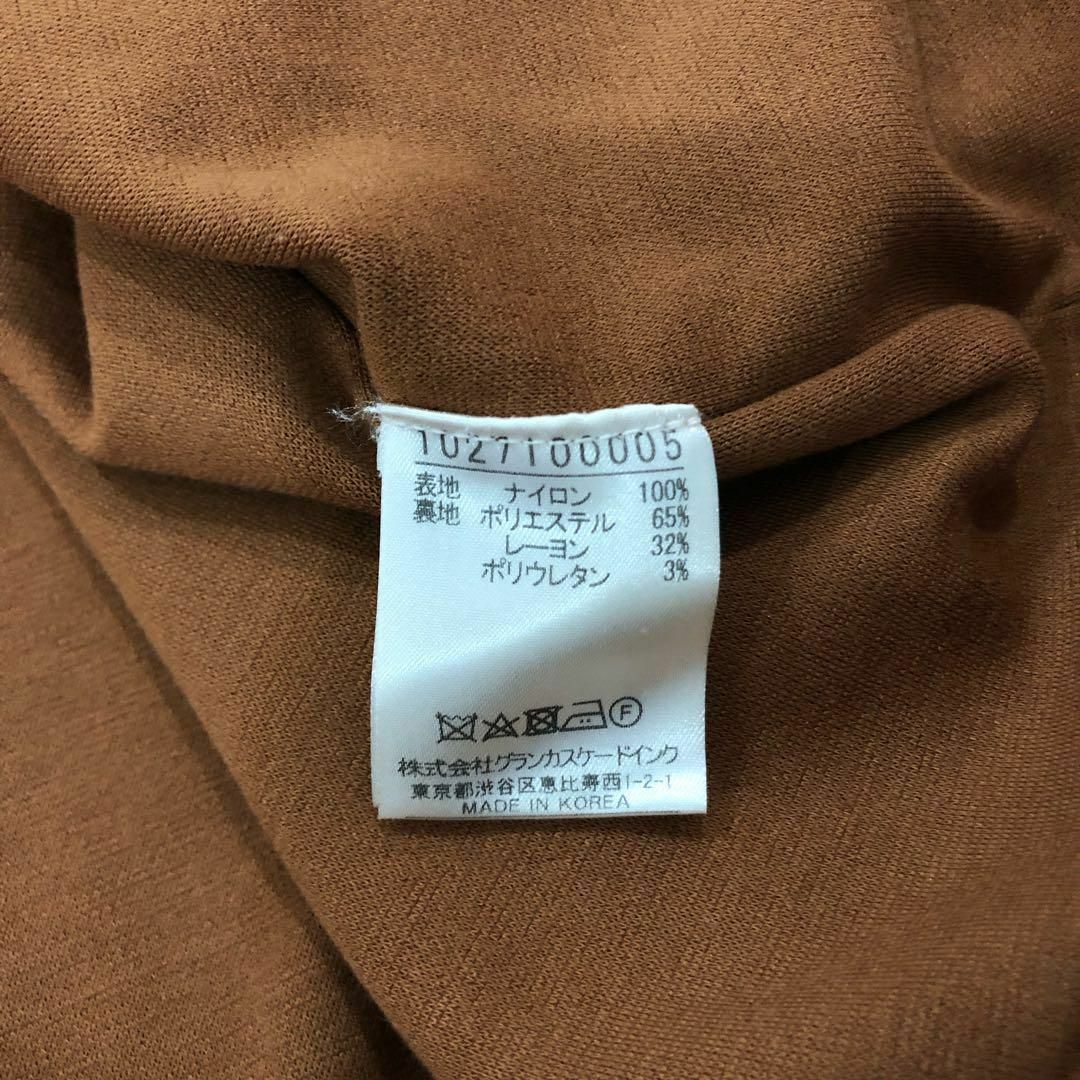 1027100005
表地 ナイロン 100%
裏地 ポリエステル 65%
レーヨン 32%
ポリウレタン 3%
F
株式会社グランカスケードインク
東京都渋谷区恵比寿西1-2-1
MADE IN KOREA